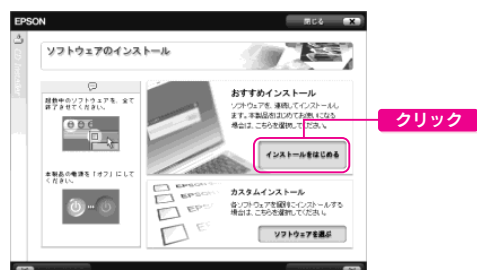 EPSON
閉じる
ソフトウェアのインストール
起動中のソフトウェアを、全て
終了させてください。
本製品の電源を「オフ」にして
ください。
おすすめインストール
ソフトウェアを、連続してインストールし
ます。本製品をはじめてお使いになる
場合は、こちらを選択してください。
インストールをはじめる
クリック
カスタムインストール
各ソフトウェアを個別にインストールする
場合は、こちらを選択してください。
ソフトウェアを選ぶ